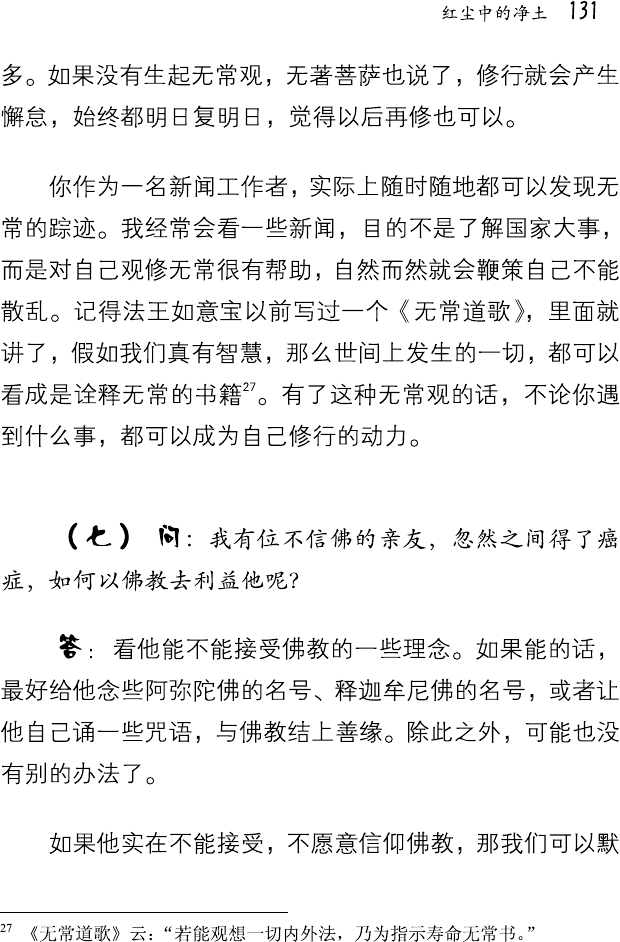 红尘中的净土 131
多。如果没有生起无常观，无著菩萨也说了，修行就会产生
懈怠，始终都明日复明日，觉得以后再修也可以。
你作为一名新闻工作者，实际上随时随地都可以发现无
常的踪迹。我经常会看一些新闻，目的不是了解国家大事，
而是对自己观修无常很有帮助，自然而然就会鞭策自己不能
散乱。记得法王如意宝以前写过一个《无常道歌》，里面就
讲了，假如我们真有智慧，那么世间上发生的一切，都可以
看成是诠释无常的书籍27。有了这种无常观的话，不论你遇
到什么事，都可以成为自己修行的动力。
（七） 问：我有位不信佛的亲友，忽然之间得了癌
症，如何以佛教去利益他呢？
答：看他能不能接受佛教的一些理念。如果能的话，
最好给他念些阿弥陀佛的名号、释迦牟尼佛的名号，或者让
他自己诵一些咒语，与佛教结上善缘。除此之外，可能也没
有别的办法了。
如果他实在不能接受，不愿意信仰佛教，那我们可以默
27 《无常道歌》云：“若能观想一切内外法，乃为指示寿命无常书。”